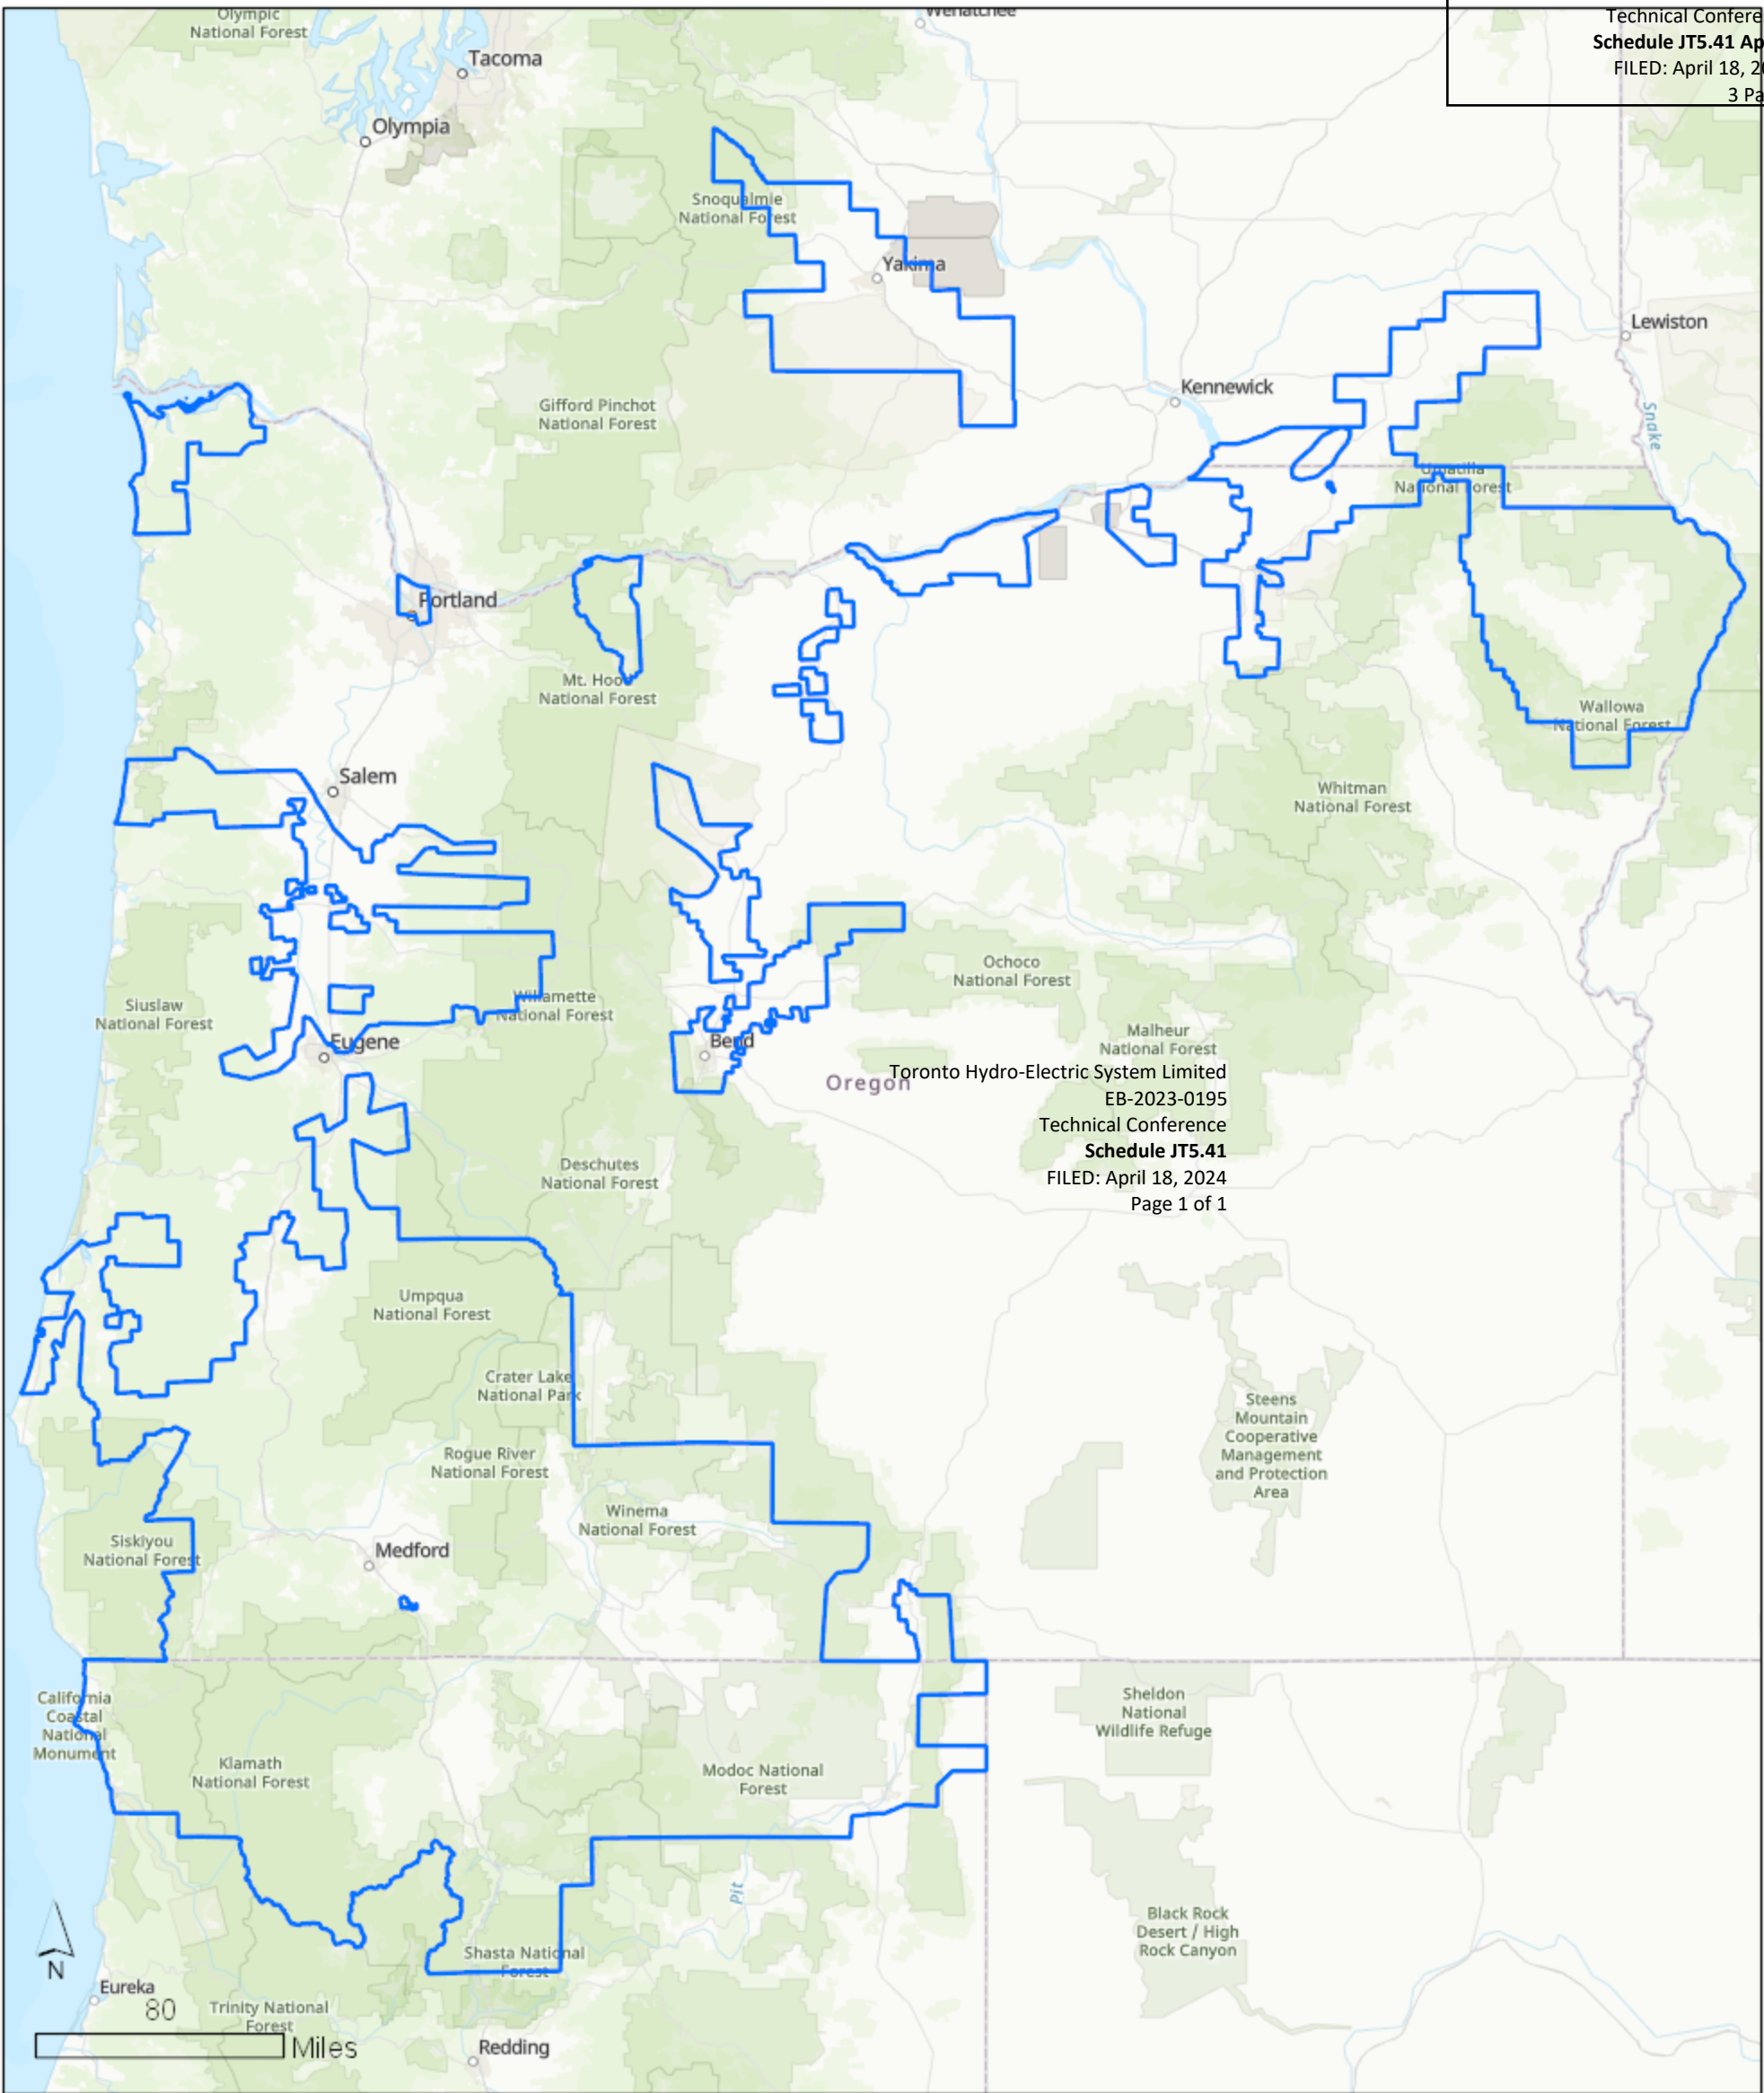 Olympic
National Forest
Wenatchee
Technical Confere
Schedule JT5.41 Ap
FILED: April 18, 2
3 Pa
Tacoma
Olympia
Snoqualmie
National Forest
Yakima
Lewiston
Kennewick
Snake
Gifford Pinchot
National Forest
Umatilla
National Forest
Portland
Mt. Hood
National Forest
Wallowa
National Forest
Salem
Whitman
National Forest
Ochoco
National Forest
Siuslaw
National Forest
Willamette
National Forest
Eugene
Bend
Malheur
National Forest
Oregon
Toronto Hydro-Electric System Limited
EB-2023-0195
Technical Conference
Schedule JT5.41
FILED: April 18, 2024
Page 1 of 1
Deschutes
National Forest
Umpqua
National Forest
Crater Lake
National Park
Steens
Mountain
Cooperative
Management
and Protection
Area
Rogue River
National Forest
Winema
National Forest
Siskiyou
National Forest
Medford
California
Coastal
National
Monument
Sheldon
National
Wildlife Refuge
Klamath
National Forest
Modoc National
Forest
Pit
Black Rock
Desert / High
Rock Canyon
Shasta National
Forest
N
Eureka
80
Miles
Trinity National
Forest
Redding